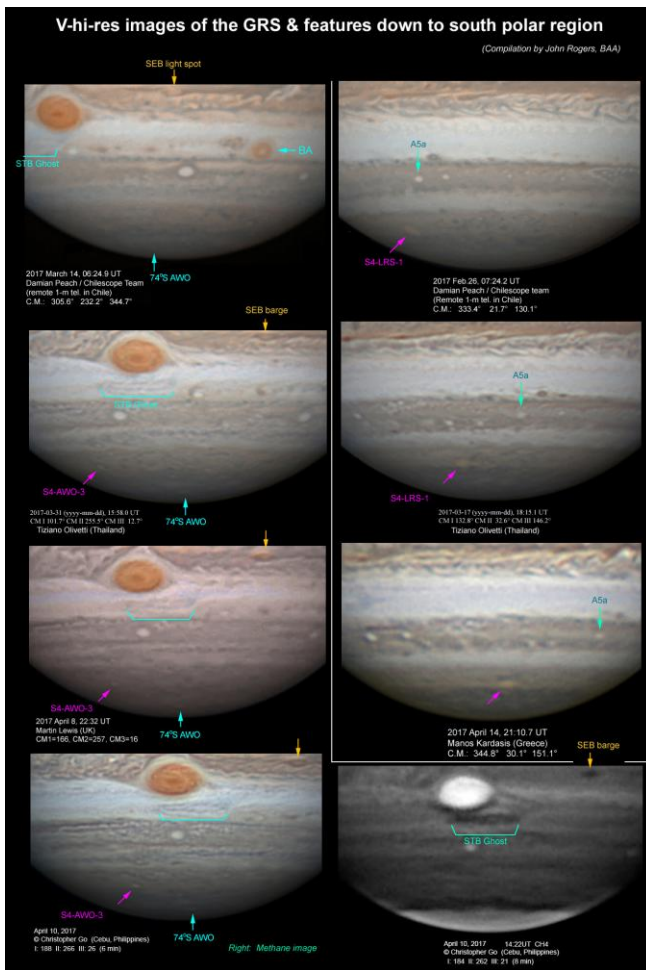 V-hi-res images of the GRS & features down to south polar region
(Compilation by John Rogers, BAA)
SEB light spot
STB Ghost
BA
74°S AWO
2017 March 14, 06:24.9 UT
Damian Peach / Chilescope Team
(remote 1-m tel. in Chile)
C.M.: 305.6° 232.2° 344.7°
A5a
S4-LRS-1
2017 Feb.26, 07:24.2 UT
Damian Peach / Chilescope team
(Remote 1-m tel. in Chile)
C.M.: 333.4° 21.7° 130.1°
SEB barge
STB Ghost
S4-AWO-3
2017-03-31 (yyyy-mm-dd), 15:58.0 UT
CM I 101.7° CM II 255.5° CM III 12.7°
Tiziano Olivetti (Thailand)
74°S AWO
A5a
S4-LRS-1
2017-03-17 (yyyy-mm-dd), 18:15.1 UT
CM I 132.8° CM II 32.6° CM III 146.2°
Tiziano Olivetti (Thailand)
S4-AWO-3
2017 April 8, 22:32 UT
Martin Lewis (UK)
CM1=166, CM2=257, CM3=16
74°S AWO
A5a
2017 April 14, 21:10.7 UT
Manos Kardasis (Greece)
C.M.: 344.8° 30.1° 151.1°
S4-AWO-3
April 10, 2017
© Christopher Go (Cebu, Philippines)
I: 188 II: 266 III: 26 (6 min)
74°S AWO
Right: Methane image
SEB barge
STB Ghost
April 10, 2017 14:22UT CH4
© Christopher Go (Cebu, Philippines)
I: 184 II: 262 III: 21 (8 min)